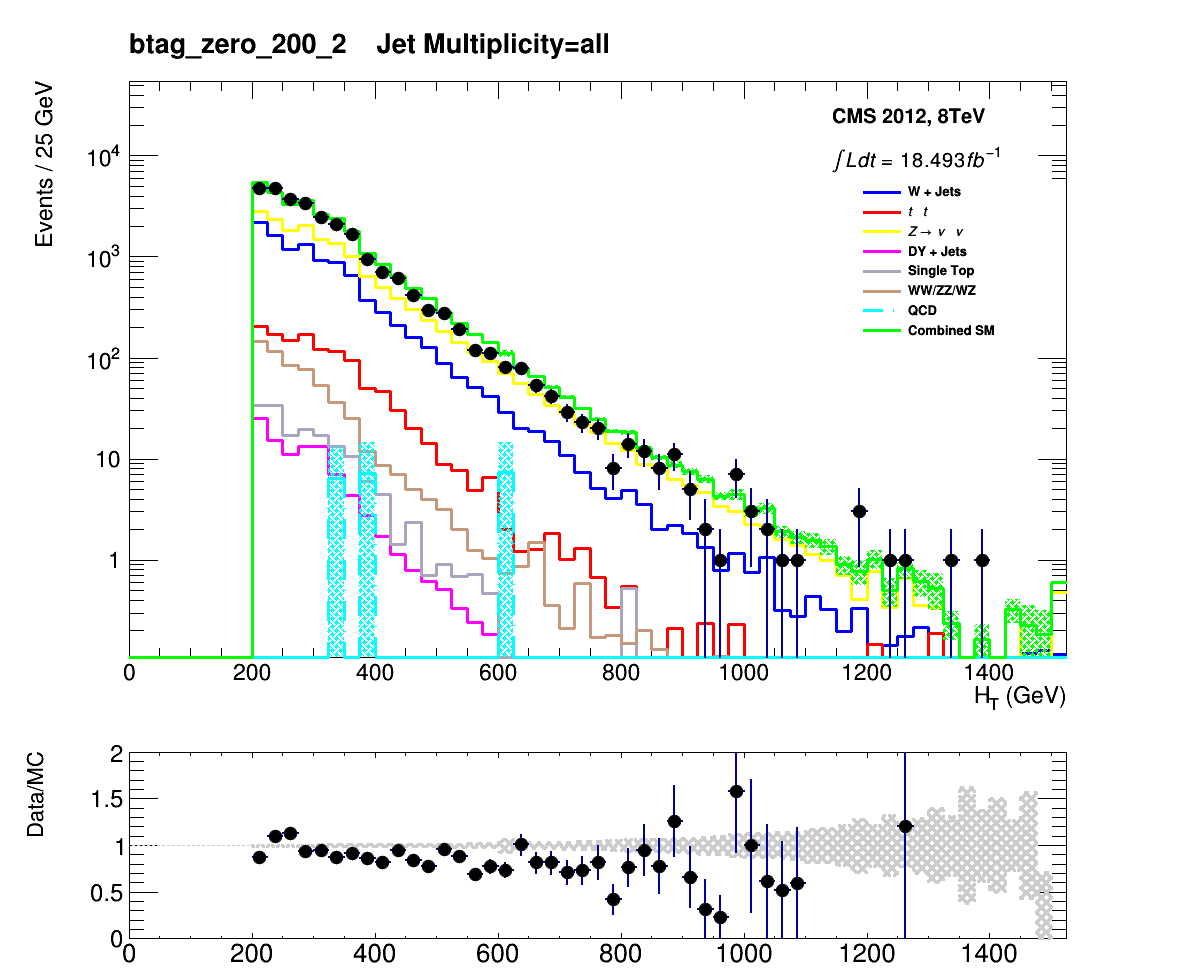 btag_zero_200_2 Jet Multiplicity=all
Events / 25 GeV
CMS 2012, 8TeV
∫Ldt = 18.493fb⁻¹
W + Jets
t t
Z→ ν ν
DY + Jets
Single Top
WW/ZZ/WZ
QCD
Combined SM
10⁴
10³
10²
10
1
0 200 400 600 800 1000 1200 1400
H_T (GeV)
Data/MC
2
1.5
1
0.5
0
0 200 400 600 800 1000 1200 1400